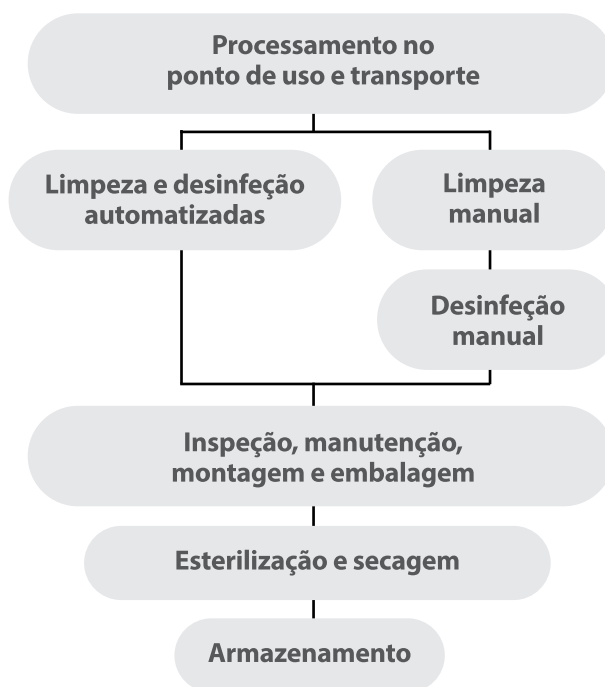 Processamento no
ponto de uso e transporte
Limpeza e desinfeção
automatizadas
Limpeza
manual
Desinfeção
manual
Inspeção, manutenção,
montagem e embalagem
Esterilização e secagem
Armazenamento